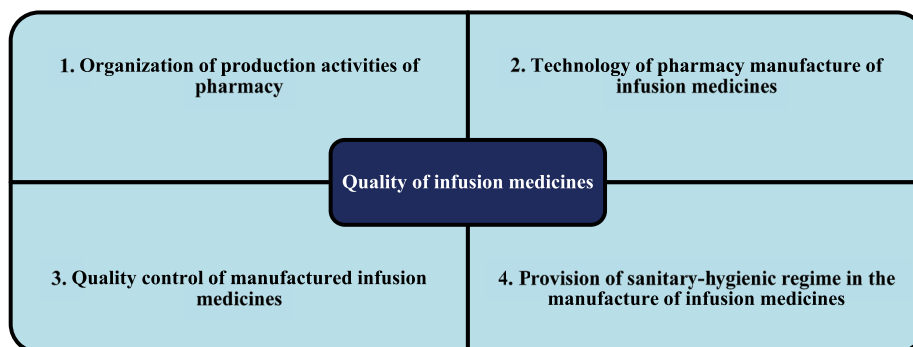 1. Organization of production activities of
pharmacy
2. Technology of pharmacy manufacture of
infusion medicines
Quality of infusion medicines
3. Quality control of manufactured infusion
medicines
4. Provision of sanitary-hygienic regime in the
manufacture of infusion medicines